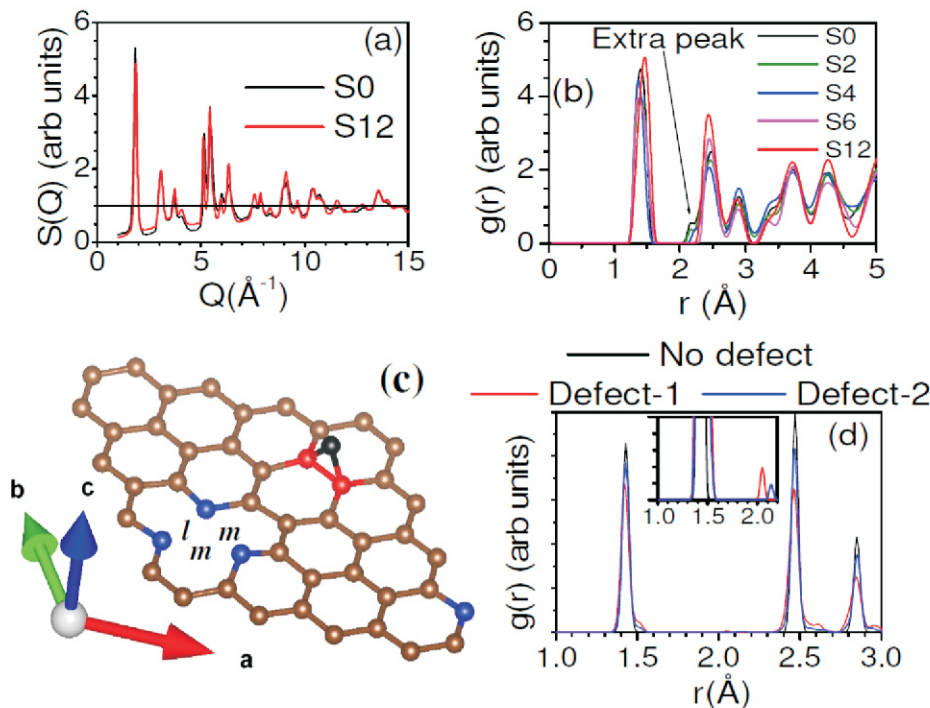 (a)
S(Q) (arb units)
6
4
2
0
S0
S12
0
5
10
15
Q(Å⁻¹)
(b)
g(r) (arb units)
6
4
2
0
Extra peak
S0
S2
S4
S6
S12
0
1
2
3
4
5
r (Å)
(c)
l m
m
b
c
a
No defect
Defect-1
Defect-2
(d)
g(r) (arb units)
1.0 1.5 2.0
1.0 1.5 2.0 2.5 3.0
r(Å)